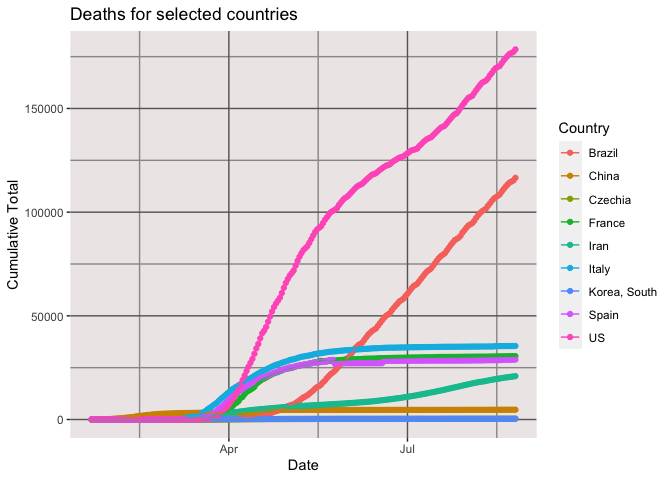 Deaths for selected countries
Cumulative Total
150000
100000
50000
0
Apr
Jul
Date
Country
Brazil
China
Czechia
France
Iran
Italy
Korea, South
Spain
US